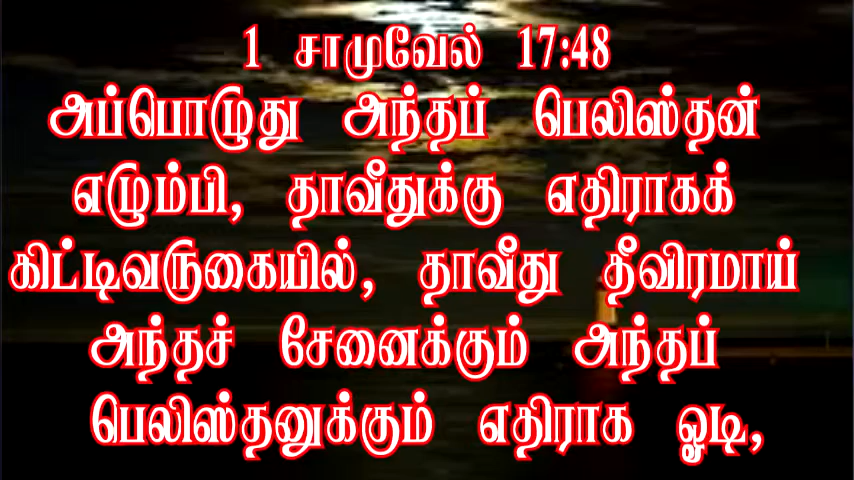 1 சாமுவேல் 17:48
அப்பொழுது அந்தப் பெலிஸ்தன்
எழும்பி, தாவீதுக்கு எதிராகக்
கிட்டிவருகையில், தாவீது தீவிரமாய்
அந்தச் சேனைக்கும் அந்தப்
பெலிஸ்தனுக்கும் எதிராக ஓடி,